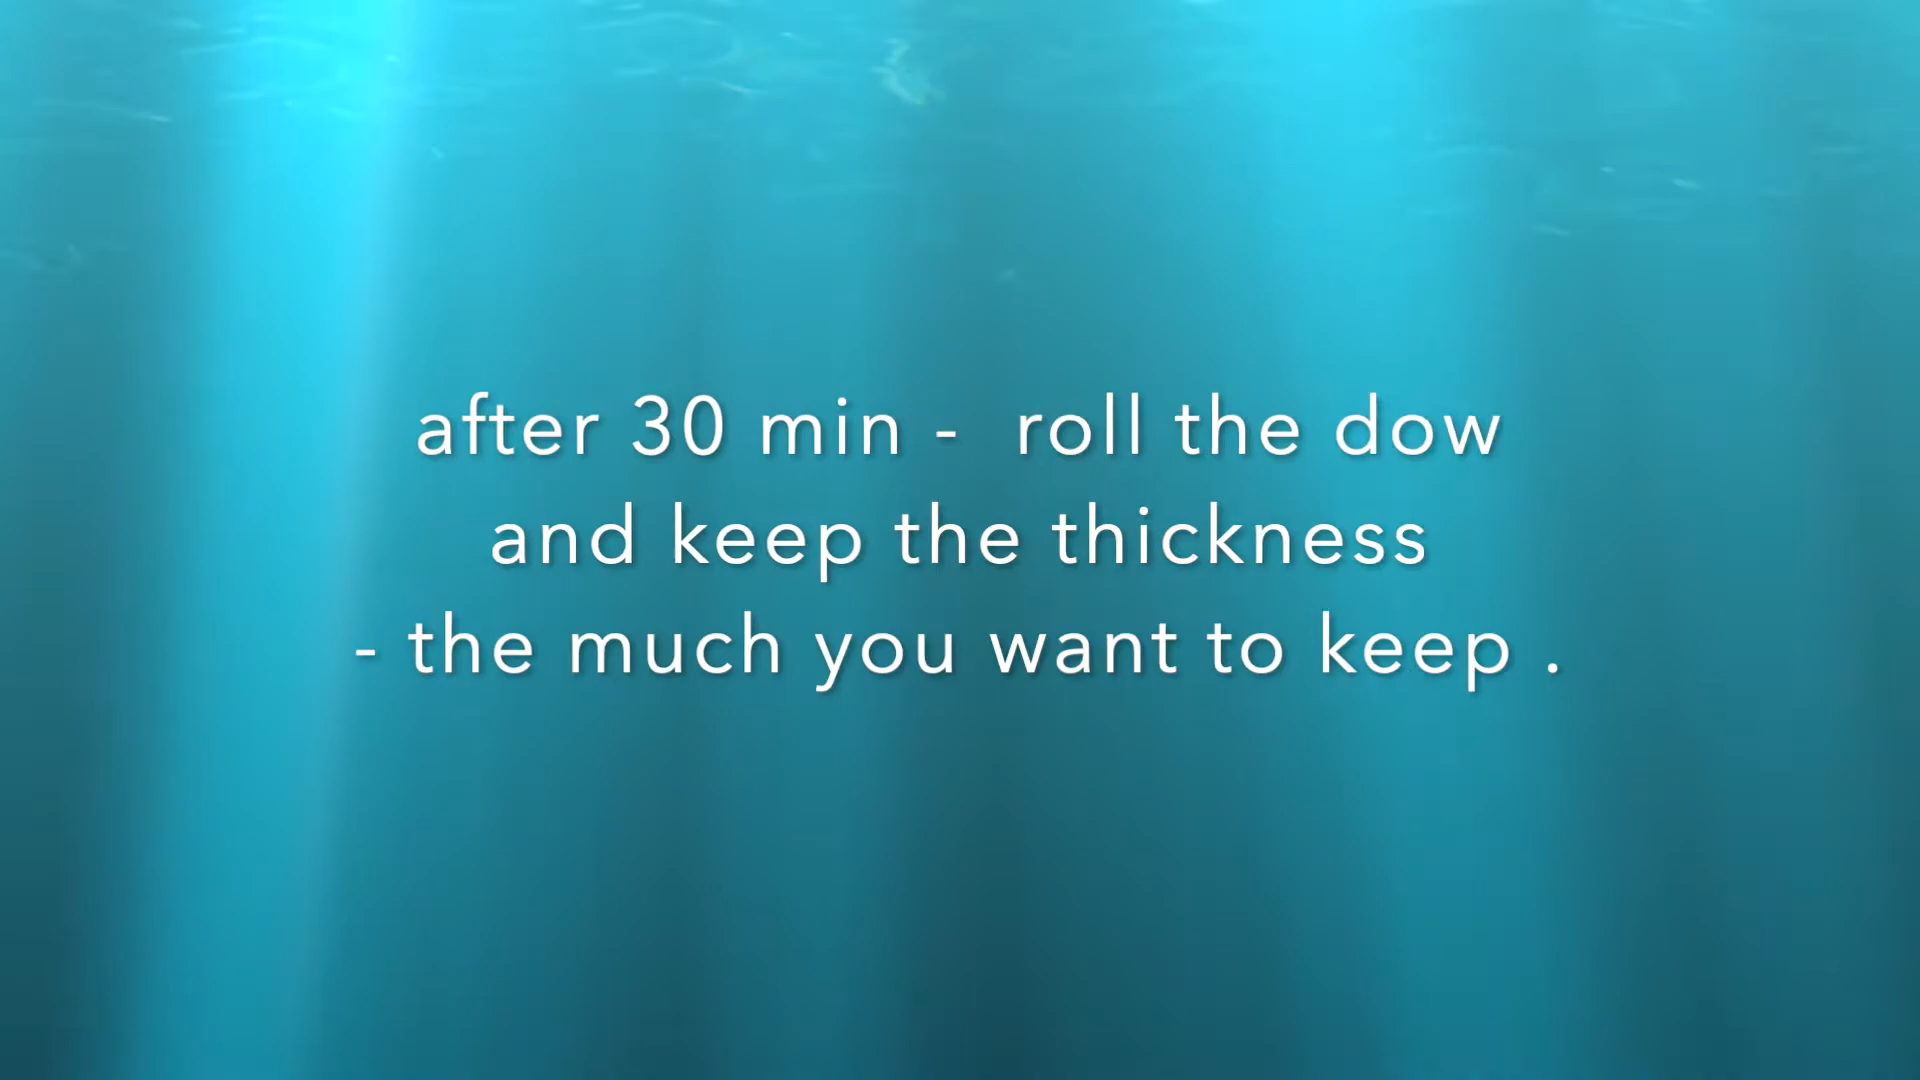 after 30 min -  roll the dow
and keep the thickness
- the much you want to keep .